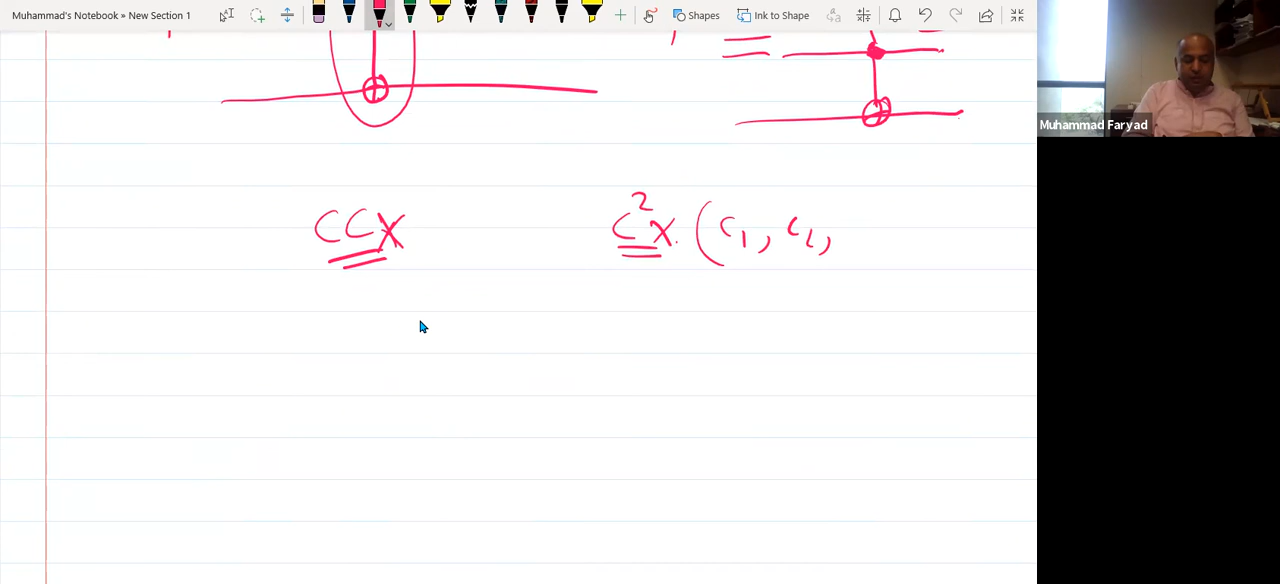 Muhammad's Notebook » New Section 1
Shapes
Ink to Shape
Muhammad Faryad
CCX
C²X (C₁, C₂,